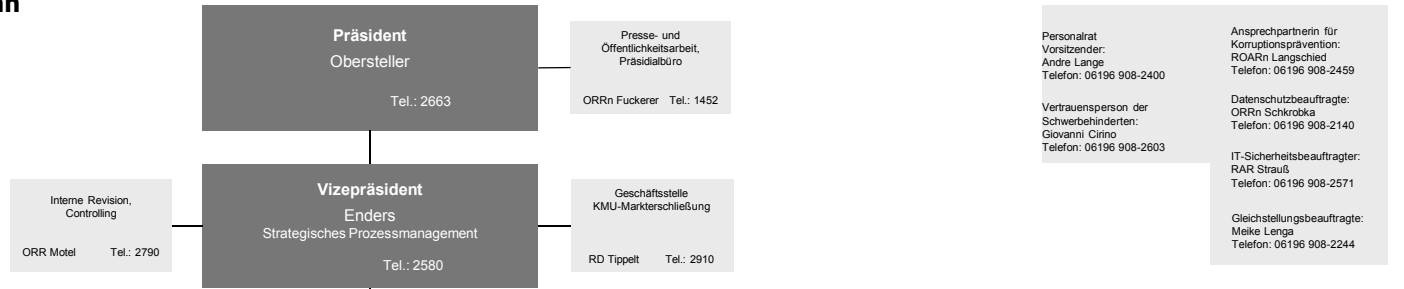 Präsident
Obersteller
Tel.: 2663
Presse- und
Öffentlichkeitsarbeit,
Präsidialbüro
ORRn Fuckerer Tel.: 1452
Interne Revision,
Controlling
ORR Motel Tel.: 2790
Vizepräsident
Enders
Strategisches Prozessmanagement
Tel.: 2580
Geschäftsstelle
KMU-Markterschließung
RD Tippelt Tel.: 2910
Personalrat
Vorsitzender:
Andre Lange
Telefon: 06196 908-2400
Vertrauensperson der
Schwerbehinderten:
Giovanni Cirino
Telefon: 06196 908-2603
Ansprechpartnerin für
Korruptionsprävention:
ROARn Langschied
Telefon: 06196 908-2459
Datenschutzbeauftragte:
ORRn Schkrobka
Telefon: 06196 908-2140
IT-Sicherheitsbeauftragter:
RAR Strauß
Telefon: 06196 908-2571
Gleichstellungsbeauftragte:
Meike Lenga
Telefon: 06196 908-2244